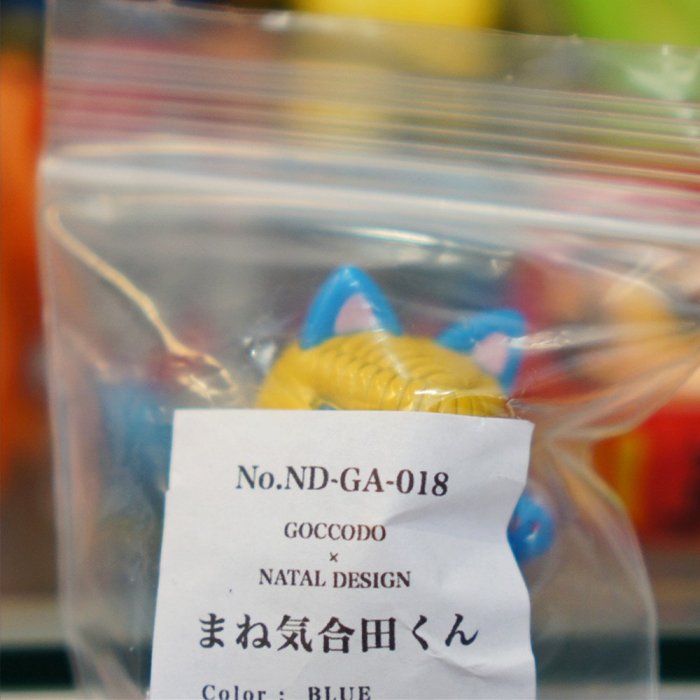 No.ND-GA-018
GOCCODO
×
NATAL DESIGN
まね気合田くん
Color : BLUE